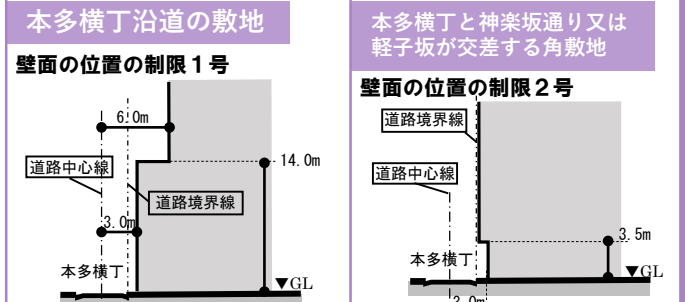 本多横丁沿道の敷地
壁面の位置の制限１号
6.0m
道路中心線
14.0m
道路境界線
3.0m
本多横丁
▼GL
本多横丁と神楽坂通り又は
軽子坂が交差する角敷地
壁面の位置の制限２号
道路境界線
道路中心線
3.5m
本多横丁
▼GL
3.0m